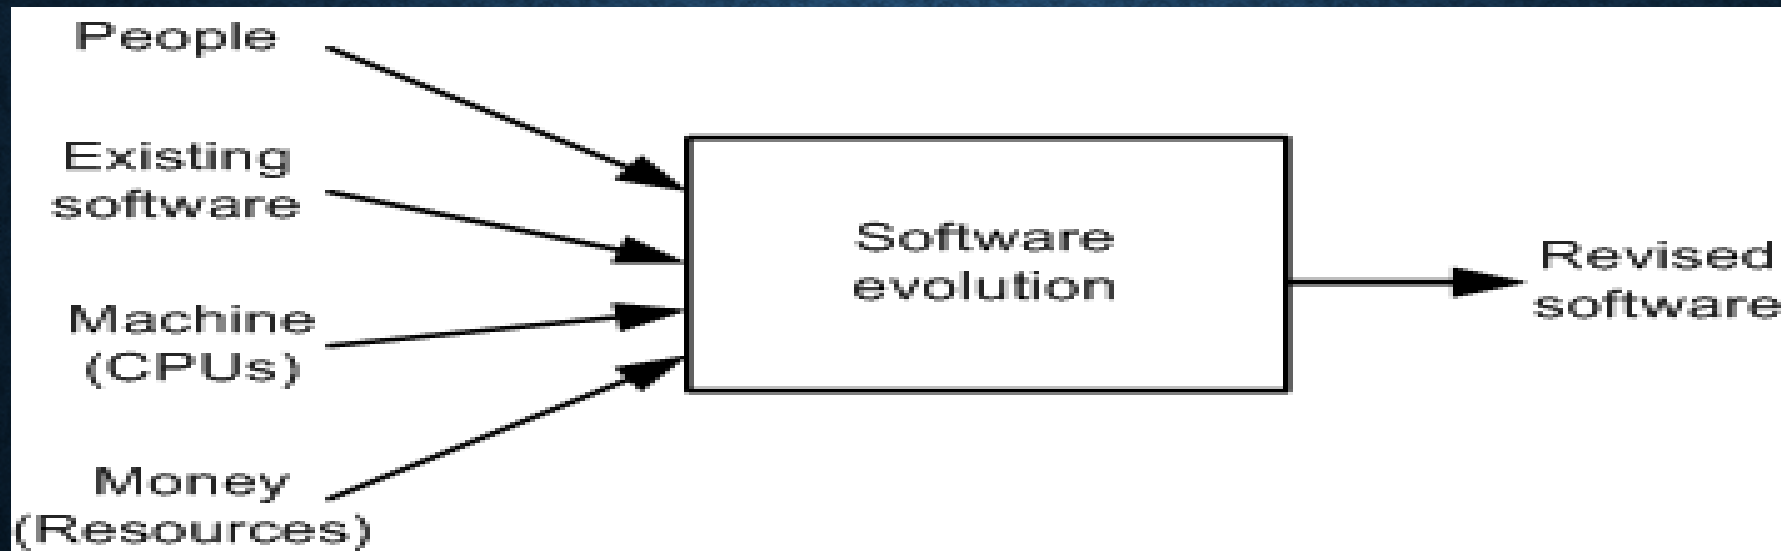 People
Existing
software
Machine
(CPUs)
Money
(Resources)
Software
evolution
Revised
software